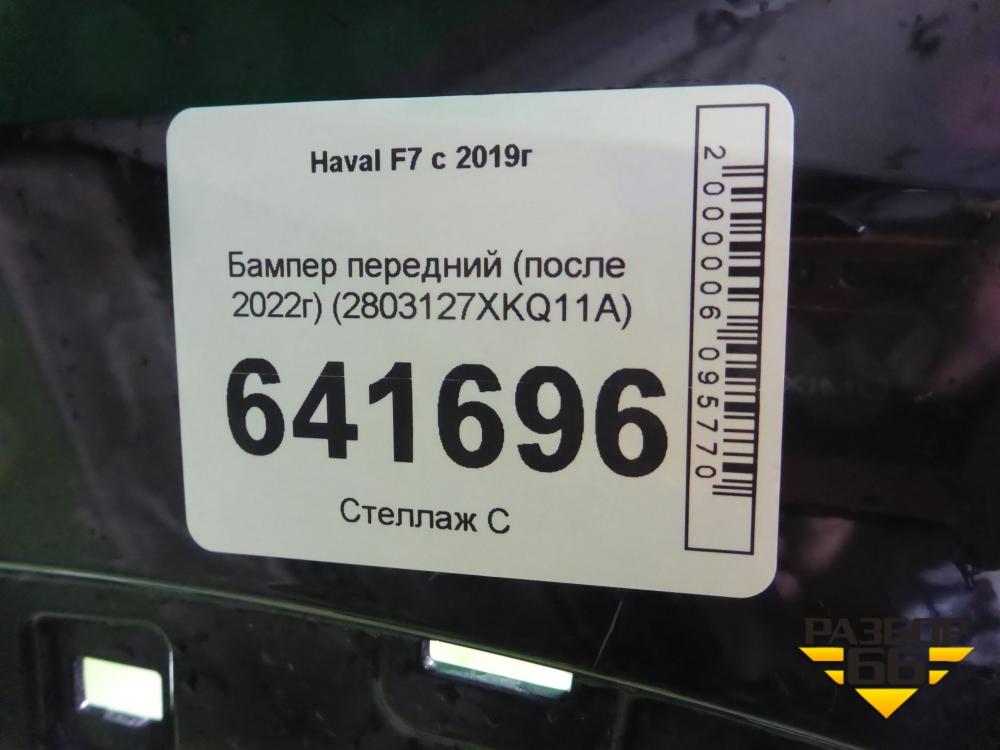 Haval F7 с 2019г
Бампер передний (после
2022г) (2803127XKQ11A)
641696
Стеллаж С
2 000006 095770
РАЗБОР
66